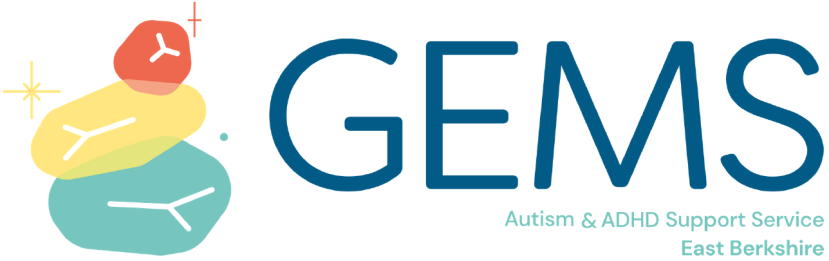 GEMS
Autism & ADHD Support Service
East Berkshire